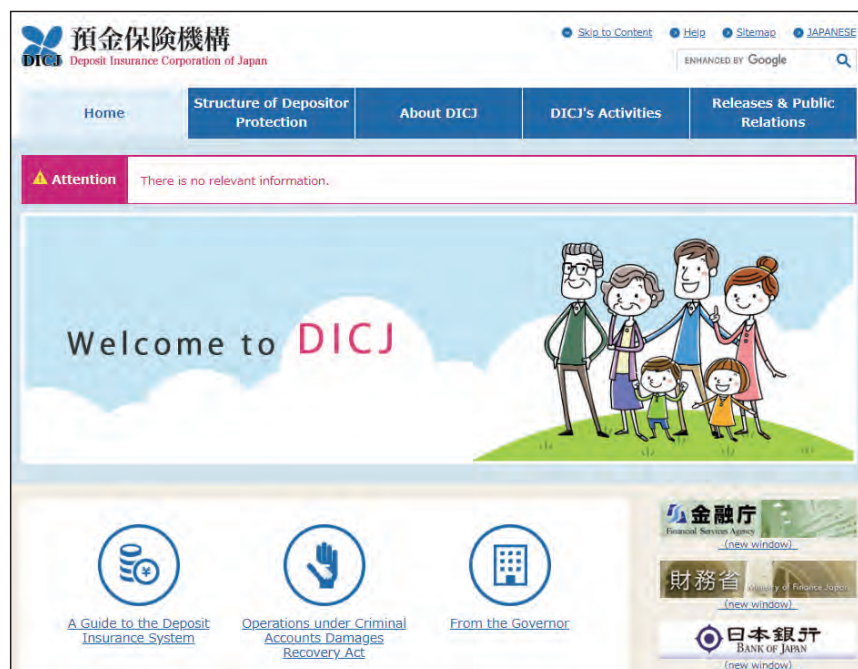 Skip to Content Help Sitemap JAPANESE
預金保険機構
DICJ Deposit Insurance Corporation of Japan
ENHANCED BY Google
Home
Structure of Depositor
Protection
About DICJ
DICJ's Activities
Releases & Public
Relations
Attention
There is no relevant information.
Welcome to DICJ
A Guide to the Deposit
Insurance System
Operations under Criminal
Accounts Damages
Recovery Act
From the Governor
金融庁
Financial Services Agency
(new window)
財務省 Ministry of Finance Japan
(new window)
日本銀行
BANK OF JAPAN
(new window)